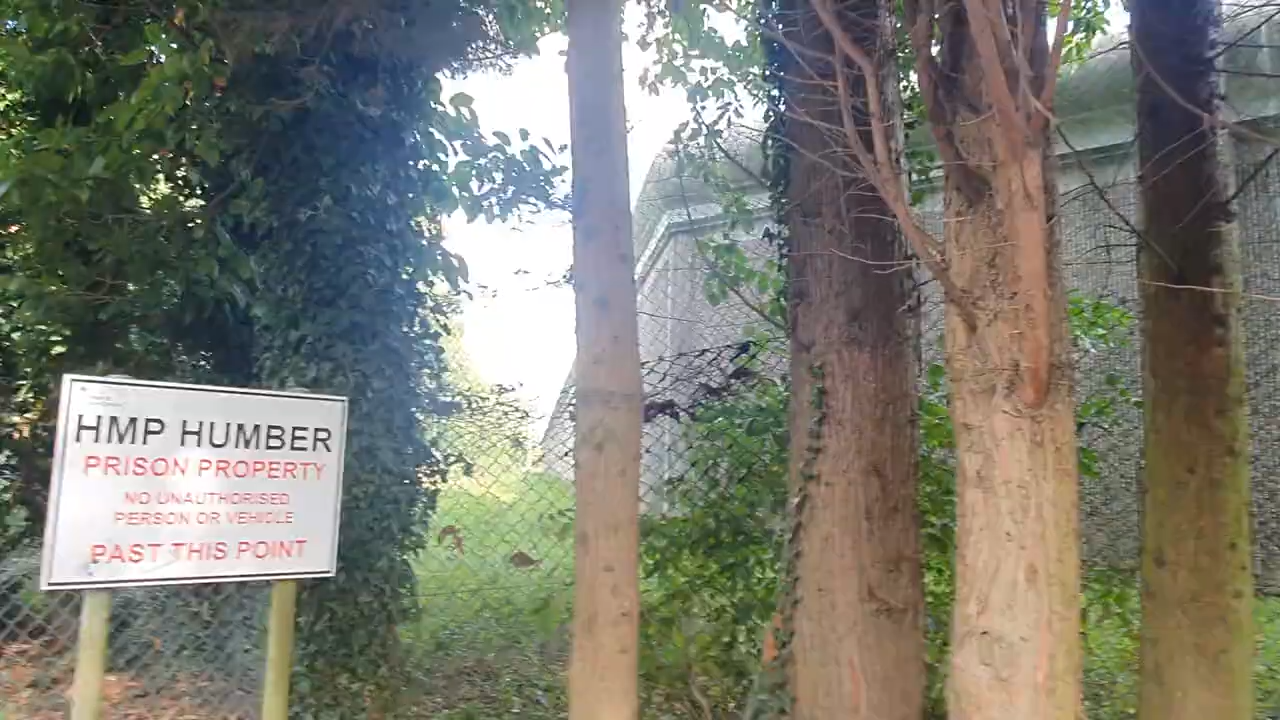 HMP HUMBER
PRISON PROPERTY
NO UNAUTHORISED
PERSON OR VEHICLE
PAST THIS POINT